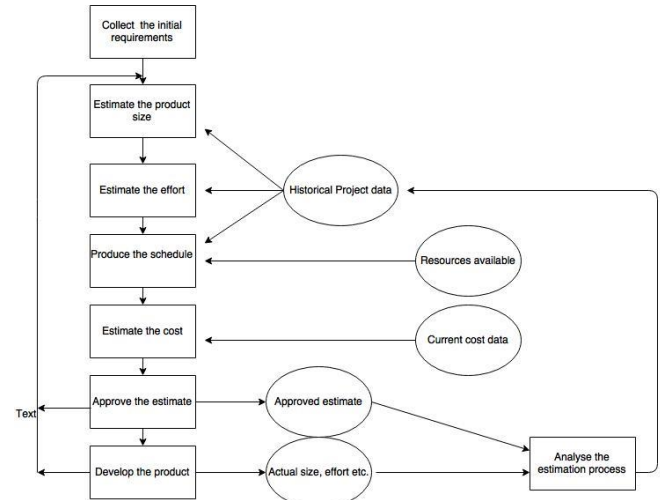 Collect the initial
requirements
Estimate the product
size
Estimate the effort
Historical Project data
Produce the schedule
Resources available
Estimate the cost
Current cost data
Approve the estimate
Approved estimate
Text
Develop the product
Actual size, effort etc.
Analyse the
estimation process